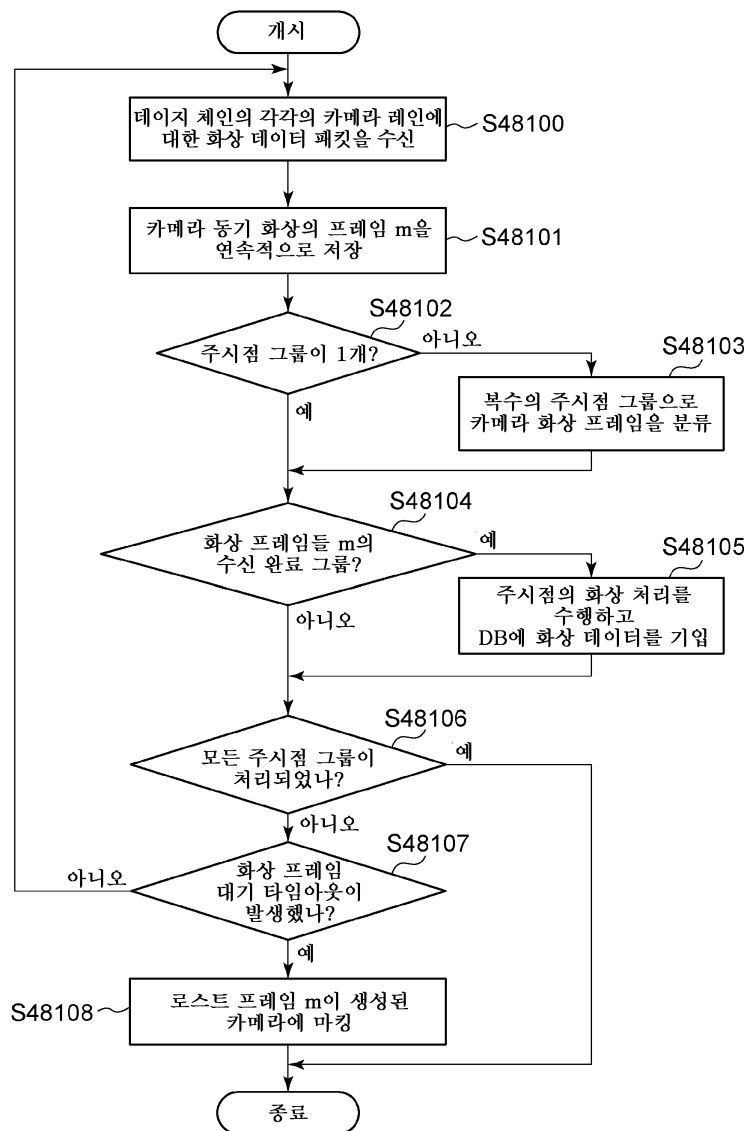 개시
데이지 체인의 각각의 카메라 레인에
대한 화상 데이터 패킷을 수신
S48100
카메라 동기 화상의 프레임 m을
연속적으로 저장
S48101
S48102
주시점 그룹이 1개?
아니오
예
S48103
복수의 주시점 그룹으로
카메라 화상 프레임을 분류
S48104
화상 프레임들 m의
수신 완료 그룹?
예
아니오
S48105
주시점의 화상 처리를
수행하고
DB에 화상 데이터를 기입
S48106
모든 주시점 그룹이
처리되었나?
예
아니오
S48107
화상 프레임
대기 타임아웃이
발생했나?
아니오
예
S48108
로스트 프레임 m이 생성된
카메라에 마킹
종료